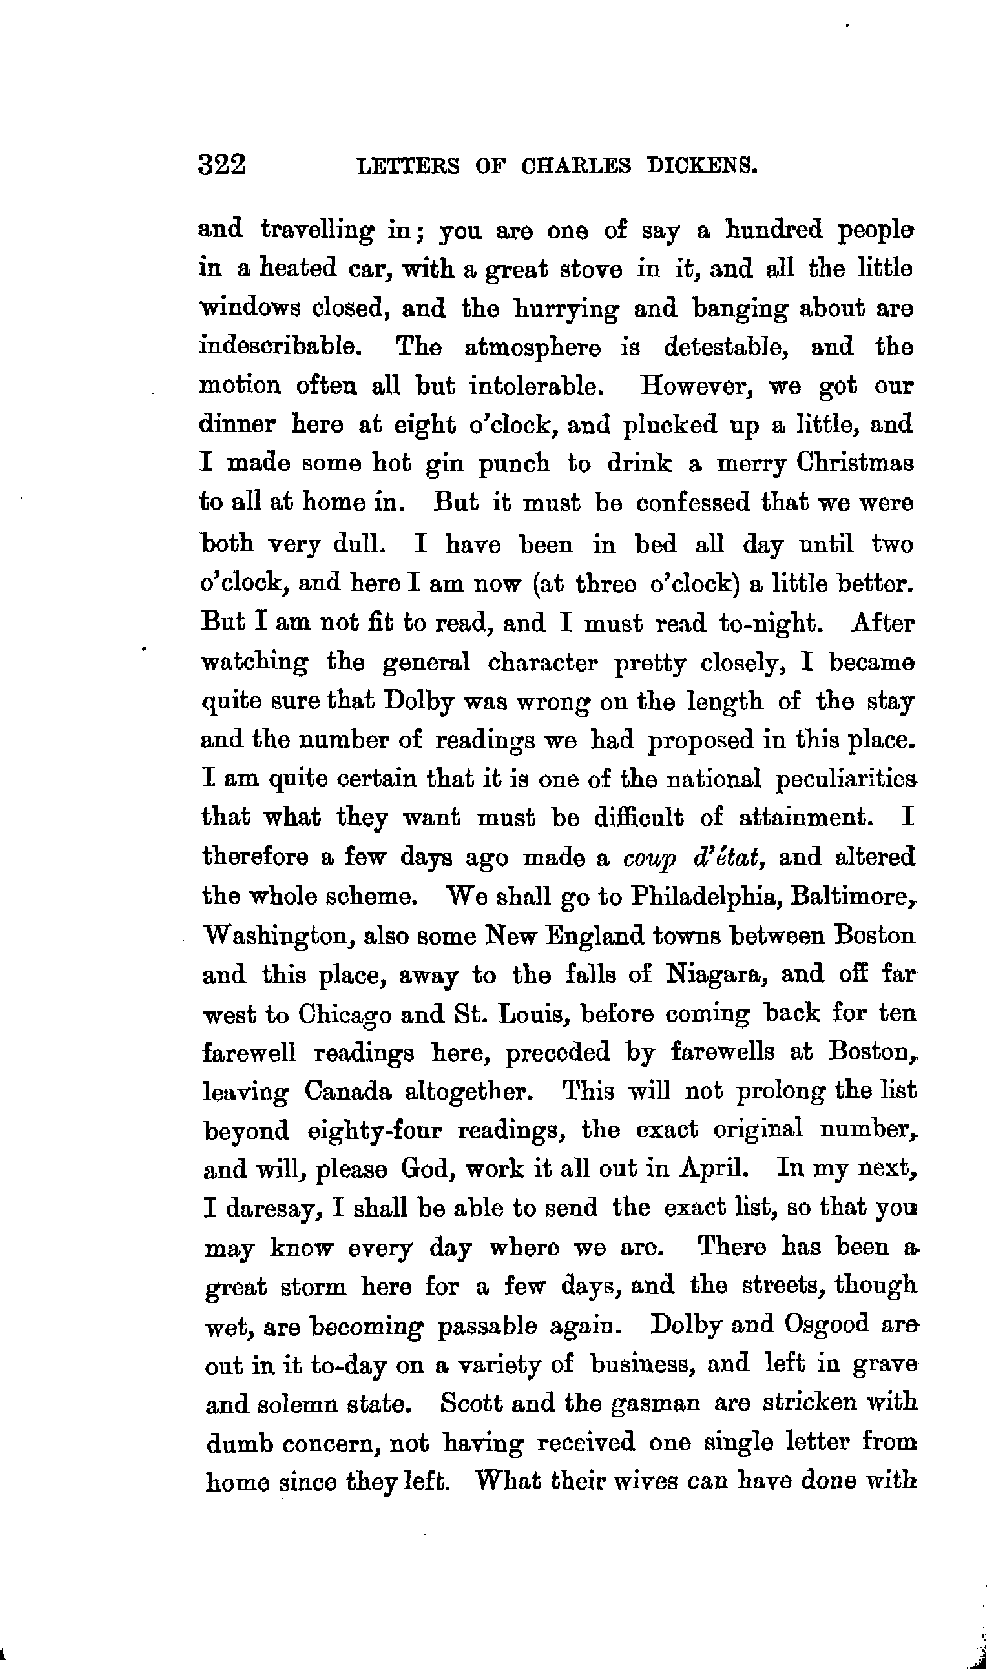 322 LETTERS OF CHARLES DICKENS.
and travelling in; you are one of say a hundred people
in a heated car, with a great stove in it, and all the little
windows closed, and the hurrying and banging about are
indescribable. The atmosphere is detestable, and the
motion often all but intolerable. However, we got our
dinner here at eight o'clock, and plucked up a little, and
I made some hot gin punch to drink a merry Christmas
to all at home in. But it must be confessed that we were
both very dull. I have been in bed all day until two
o'clock, and here I am now (at three o'clock) a little better.
But I am not fit to read, and I must read to-night. After
watching the general character pretty closely, I became
quite sure that Dolby was wrong on the length of the stay
and the number of readings we had proposed in this place.
I am quite certain that it is one of the national peculiarities
that what they want must be difficult of attainment. I
therefore a few days ago made a coup d'état, and altered
the whole scheme. We shall go to Philadelphia, Baltimore,
Washington, also some New England towns between Boston
and this place, away to the falls of Niagara, and off far
west to Chicago and St. Louis, before coming back for ten
farewell readings here, preceded by farewells at Boston,
leaving Canada altogether. This will not prolong the list
beyond eighty-four readings, the exact original number,
and will, please God, work it all out in April. In my next,
I daresay, I shall be able to send the exact list, so that you
may know every day where we are. There has been a
great storm here for a few days, and the streets, though
wet, are becoming passable again. Dolby and Osgood are
out in it to-day on a variety of business, and left in grave
and solemn state. Scott and the gasman are stricken with
dumb concern, not having received one single letter from
home since they left. What their wives can have done with